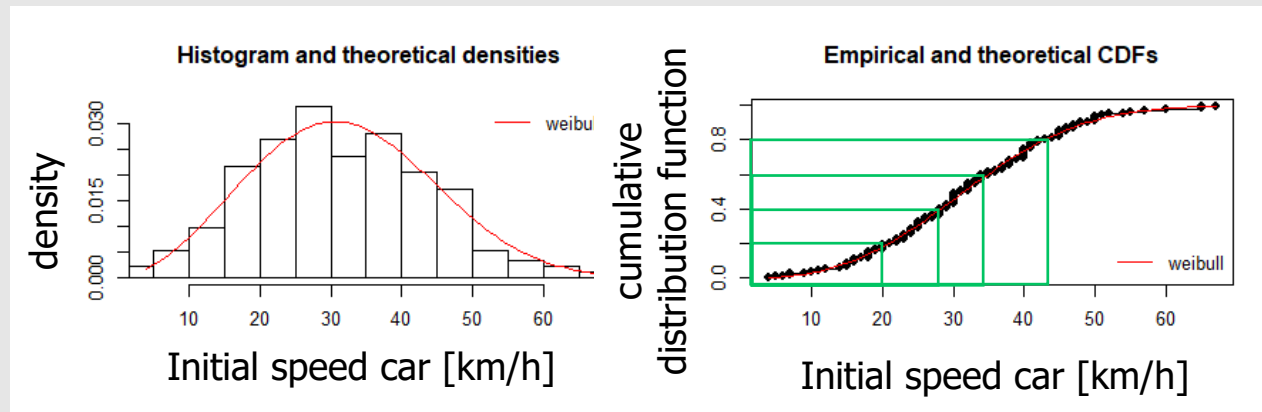 Histogram and theoretical densities
density
0.000
0.015
0.030
weibul
10 20 30 40 50 60
Initial speed car [km/h]
Empirical and theoretical CDFs
cumulative
distribution function
0.0
0.4
0.8
weibull
10 20 30 40 50 60
Initial speed car [km/h]